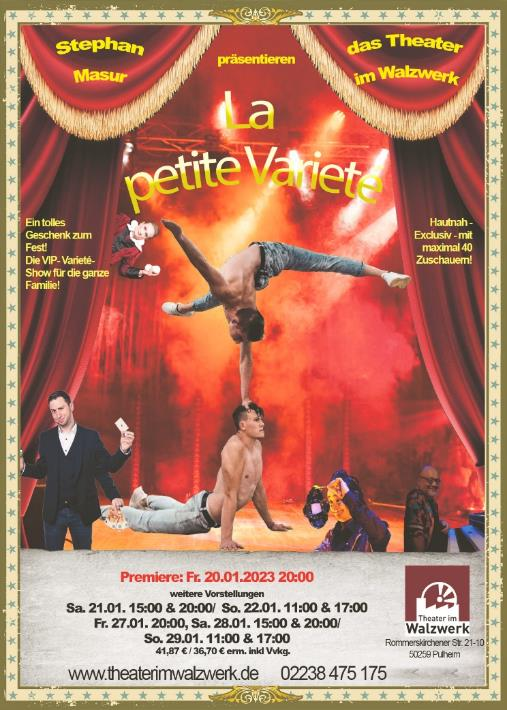 Stephan
Masur
präsentieren
das Theater
im Walzwerk
La
petite Variete
Ein tolles
Geschenk zum
Fest!
Die VIP- Varieté-
Show für die ganze
Familie!
Hautnah -
Exclusiv - mit
maximal 40
Zuschauern!
Premiere: Fr. 20.01.2023 20:00
weitere Vorstellungen
Sa. 21.01. 15:00 & 20:00/ So. 22.01. 11:00 & 17:00
Fr. 27.01. 20:00, Sa. 28.01. 15:00 & 20:00/
So. 29.01. 11:00 & 17:00
41,87 € / 36,70 € erm. inkl Vvkg.
www.theaterimwalzwerk.de 02238 475 175
Theater im
Walzwerk
Rommerskirchener Str. 21-10
50259 Pulheim